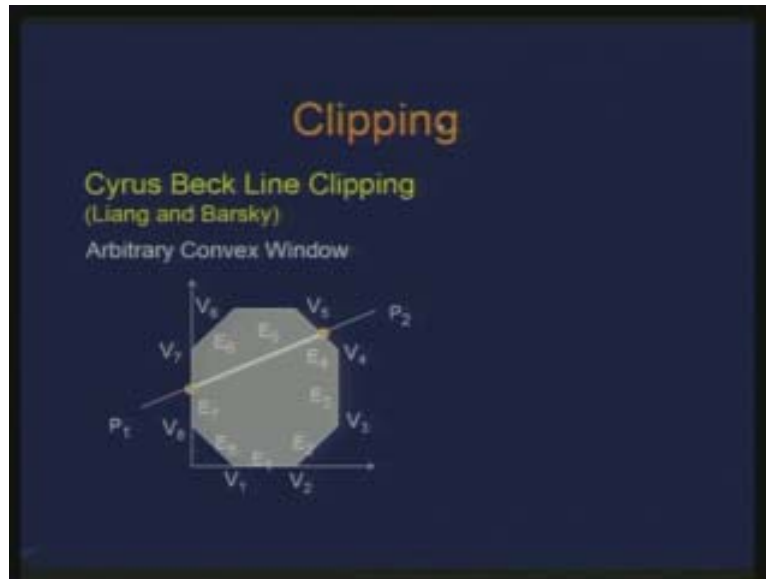 Clipping
Cyrus Beck Line Clipping
(Liang and Barsky)
Arbitrary Convex Window
V₆ V₅ P₂
E₅
E₆
V₇ E₄ V₄
E₃
E₇
P₁ V₈ V₃
E₈ E₂
E₁
V₁ V₂